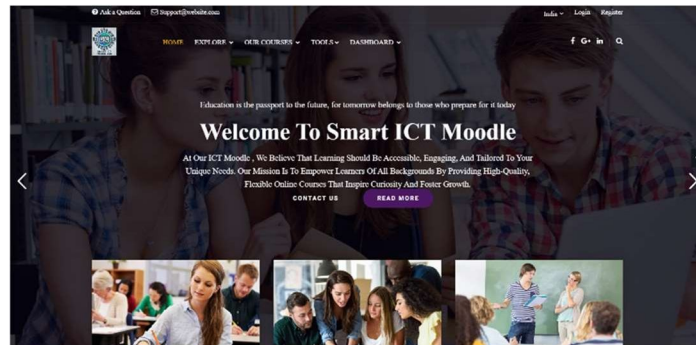 Ask a Question Support@website.com India Login Register
HOME EXPLORE OUR COURSES TOOLS DASHBOARD
Education is the passport to the future, for tomorrow belongs to those who prepare for it today
Welcome To Smart ICT Moodle
At Our ICT Moodle , We Believe That Learning Should Be Accessible, Engaging, And Tailored To Your
Unique Needs. Our Mission Is To Empower Learners Of All Backgrounds By Providing High-Quality,
Flexible Online Courses That Inspire Curiosity And Foster Growth.
CONTACT US READ MORE